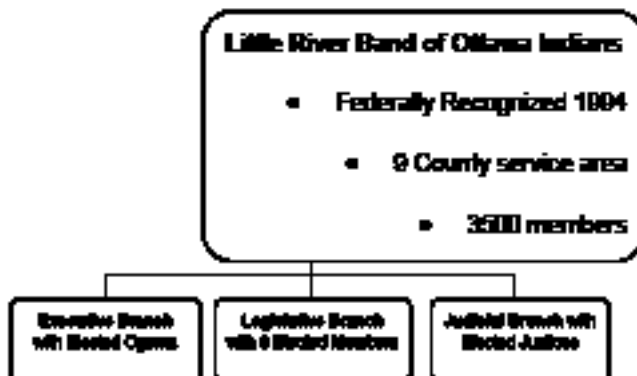 Little River Band of Ottawa Indians
• Federally Recognized 1994
• 9 County service area
• 3500 members
Executive Branch
with Elected Ogema
Legislative Branch
with 9 Elected Members
Judicial Branch with
Elected Justices